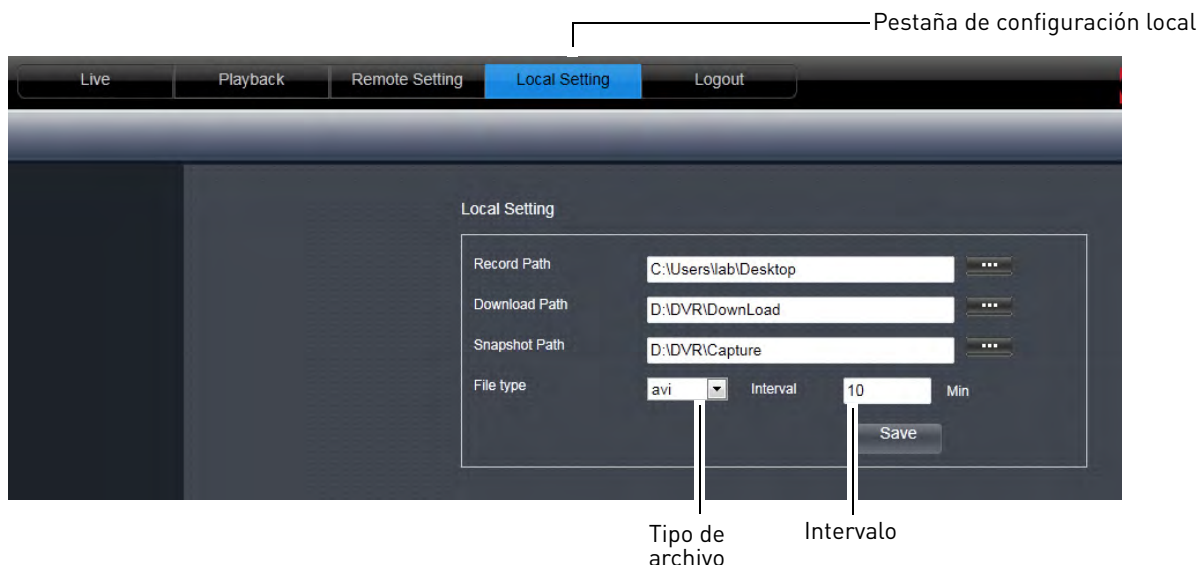 Pestaña de configuración local
Live Playback Remote Setting Local Setting Logout
Local Setting
Record Path C:\Users\lab\Desktop ...
Download Path D:\DVR\DownLoad ...
Snapshot Path D:\DVR\Capture ...
File type avi Interval 10 Min
Save
Tipo de archivo
Intervalo